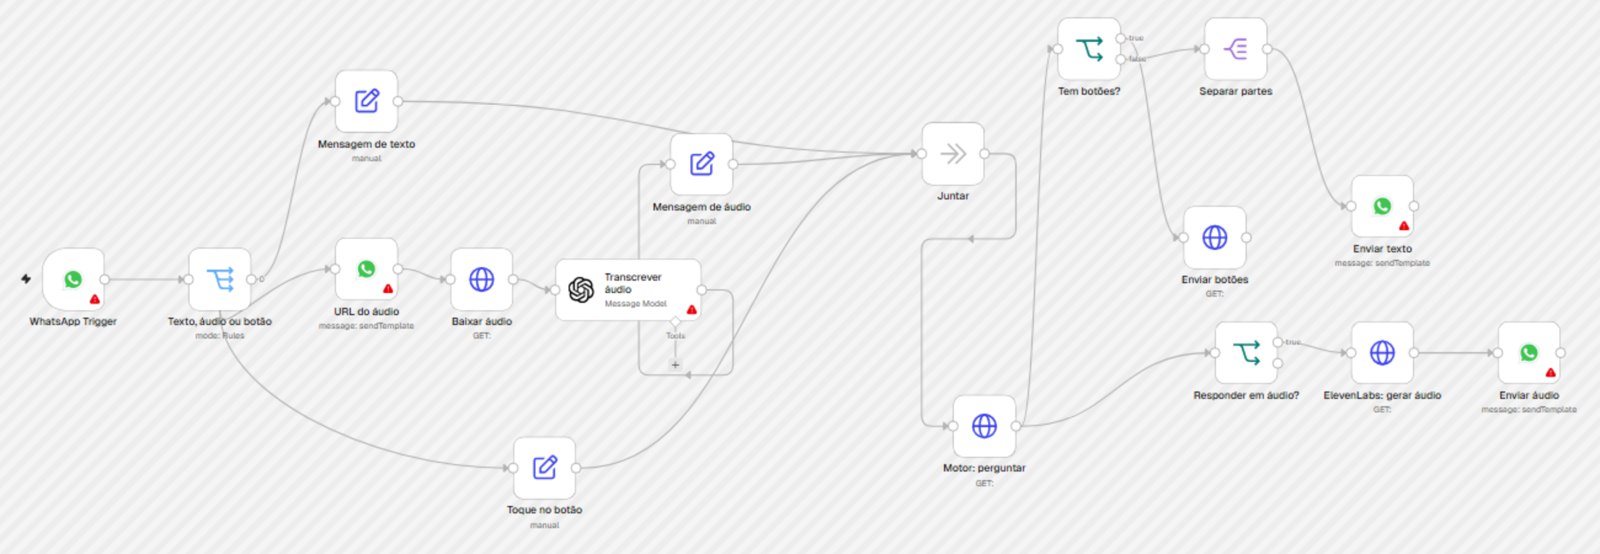 true
false
Tem botões?
Separar partes
Mensagem de texto
manual
Mensagem de áudio
manual
Juntar
Enviar texto
message: sendTemplate
Enviar botões
GET:
WhatsApp Trigger
0
Texto, áudio ou botão
mode: Rules
URL do áudio
message: sendTemplate
Baixar áudio
GET:
Transcrever
áudio
Message Model
Tools
+
true
Responder em áudio?
ElevenLabs: gerar áudio
GET:
Enviar áudio
message: sendTemplate
Motor: perguntar
GET:
Toque no botão
manual